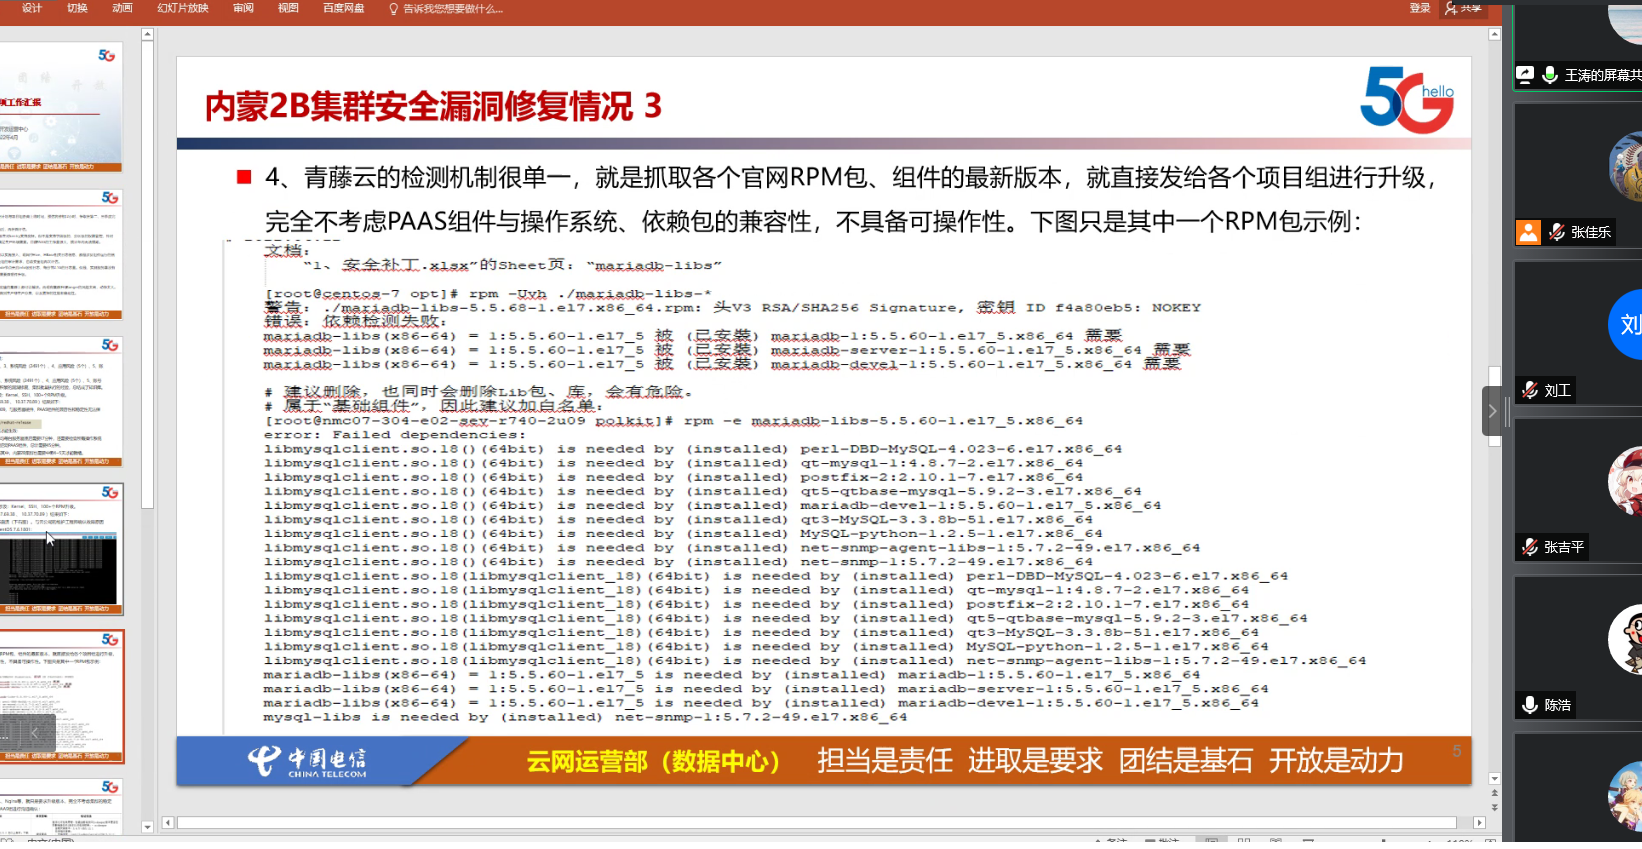 设计 切换 动画 幻灯片放映 审阅 视图 百度网盘 告诉我您想要做什么...
登录 共享
内蒙2B集群安全漏洞修复情况 3
5G hello
4、青藤云的检测机制很单一，就是抓取各个官网RPM包、组件的最新版本，就直接发给各个项目组进行升级，
完全不考虑PAAS组件与操作系统、依赖包的兼容性，不具备可操作性。下图只是其中一个RPM包示例：
文档：
“1、安全补丁.xlsx”的Sheet页：“mariadb-libs”
[root@centos-7 opt]# rpm -Uvh ./mariadb-libs-*
警告：./mariadb-libs-5.5.68-1.el7.x86_64.rpm: 头V3 RSA/SHA256 Signature, 密钥 ID f4a80eb5: NOKEY
错误：依赖检测失败：
mariadb-libs(x86-64) = 1:5.5.60-1.el7_5 被 (已安裝) mariadb-1:5.5.60-1.el7_5.x86_64 需要
mariadb-libs(x86-64) = 1:5.5.60-1.el7_5 被 (已安裝) mariadb-server-1:5.5.60-1.el7_5.x86_64 需要
mariadb-libs(x86-64) = 1:5.5.60-1.el7_5 被 (已安裝) mariadb-devel-1:5.5.60-1.el7_5.x86_64 需要
# 建议删除，也同时会删除Lib包、库，会有危险。
# 属于“基础组件”，因此建议加白名单：
[root@nmc07-304-e02-sev-r740-2u09 polkit]# rpm -e mariadb-libs-5.5.60-1.el7_5.x86_64
error: Failed dependencies:
libmysqlclient.so.18()(64bit) is needed by (installed) perl-DBD-MySQL-4.023-6.el7.x86_64
libmysqlclient.so.18()(64bit) is needed by (installed) qt-mysql-1:4.8.7-2.el7.x86_64
libmysqlclient.so.18()(64bit) is needed by (installed) postfix-2:2.10.1-7.el7.x86_64
libmysqlclient.so.18()(64bit) is needed by (installed) qt5-qtbase-mysql-5.9.2-3.el7.x86_64
libmysqlclient.so.18()(64bit) is needed by (installed) mariadb-devel-1:5.5.60-1.el7_5.x86_64
libmysqlclient.so.18()(64bit) is needed by (installed) qt3-MySQL-3.3.8b-51.el7.x86_64
libmysqlclient.so.18()(64bit) is needed by (installed) MySQL-python-1.2.5-1.el7.x86_64
libmysqlclient.so.18()(64bit) is needed by (installed) net-snmp-agent-libs-1:5.7.2-49.el7.x86_64
libmysqlclient.so.18()(64bit) is needed by (installed) net-snmp-1:5.7.2-49.el7.x86_64
libmysqlclient.so.18(libmysqlclient_18)(64bit) is needed by (installed) perl-DBD-MySQL-4.023-6.el7.x86_64
libmysqlclient.so.18(libmysqlclient_18)(64bit) is needed by (installed) qt-mysql-1:4.8.7-2.el7.x86_64
libmysqlclient.so.18(libmysqlclient_18)(64bit) is needed by (installed) postfix-2:2.10.1-7.el7.x86_64
libmysqlclient.so.18(libmysqlclient_18)(64bit) is needed by (installed) qt5-qtbase-mysql-5.9.2-3.el7.x86_64
libmysqlclient.so.18(libmysqlclient_18)(64bit) is needed by (installed) qt3-MySQL-3.3.8b-51.el7.x86_64
libmysqlclient.so.18(libmysqlclient_18)(64bit) is needed by (installed) MySQL-python-1.2.5-1.el7.x86_64
libmysqlclient.so.18(libmysqlclient_18)(64bit) is needed by (installed) net-snmp-agent-libs-1:5.7.2-49.el7.x86_64
mariadb-libs(x86-64) = 1:5.5.60-1.el7_5 is needed by (installed) mariadb-1:5.5.60-1.el7_5.x86_64
mariadb-libs(x86-64) = 1:5.5.60-1.el7_5 is needed by (installed) mariadb-server-1:5.5.60-1.el7_5.x86_64
mariadb-libs(x86-64) = 1:5.5.60-1.el7_5 is needed by (installed) mariadb-devel-1:5.5.60-1.el7_5.x86_64
mysql-libs is needed by (installed) net-snmp-1:5.7.2-49.el7.x86_64
中国电信
CHINA TELECOM
云网运营部（数据中心） 担当是责任 进取是要求 团结是基石 开放是动力
5
王涛的屏幕共
张佳乐
刘
刘工
张吉平
陈浩